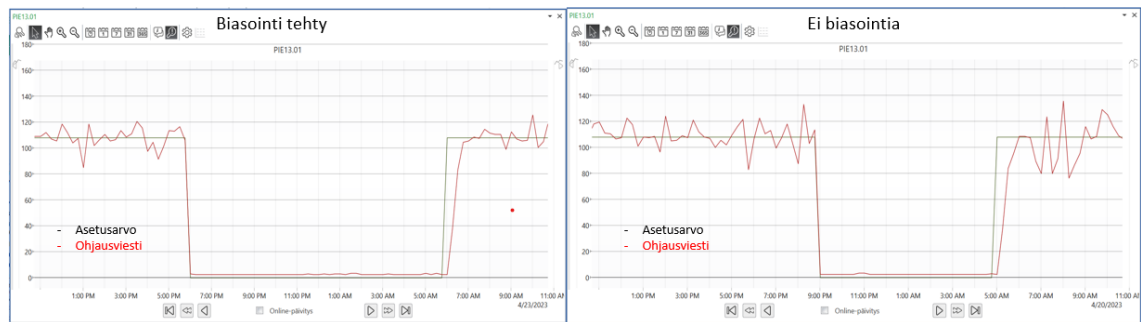 PIE13.01
Biasointi tehty
PIE13.01
180
160
140
120
100
80
60
40
20
0
- Asetusarvo
- Ohjausviesti
1:00 PM 3:00 PM 5:00 PM 7:00 PM 9:00 PM 11:00 PM 1:00 AM 3:00 AM 5:00 AM 7:00 AM 9:00 AM 11:00 AM
4/23/2023
Online-päivitys
PIE13.01
Ei biasointia
PIE13.01
180
160
140
120
100
80
60
40
20
0
- Asetusarvo
- Ohjausviesti
1:00 PM 3:00 PM 5:00 PM 7:00 PM 9:00 PM 11:00 PM 1:00 AM 3:00 AM 5:00 AM 7:00 AM 9:00 AM 11:00 AM
4/20/2023
Online-päivitys